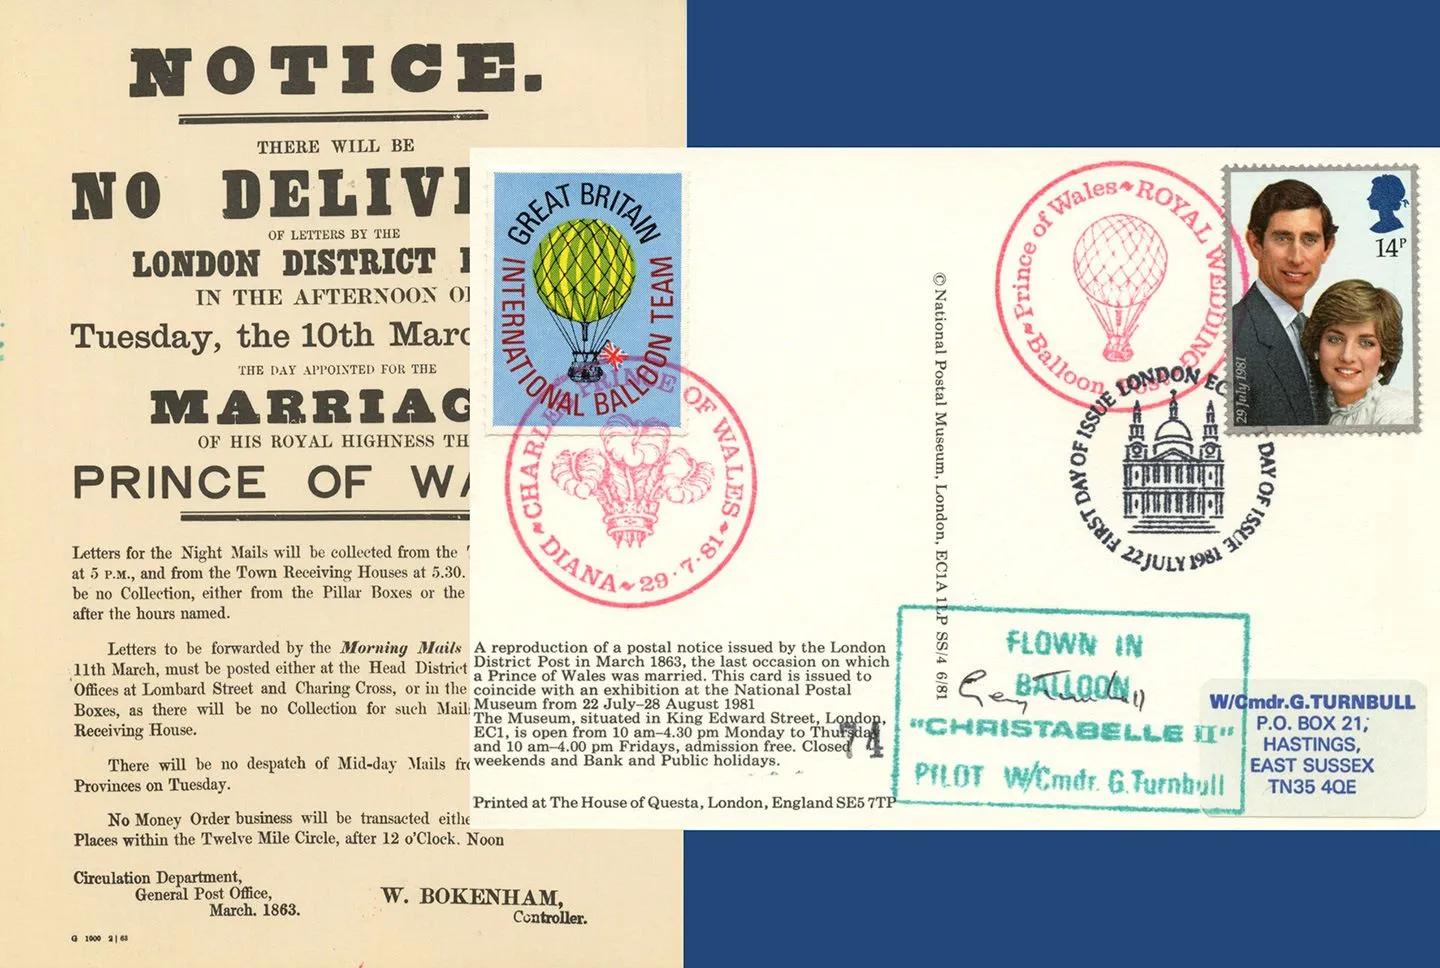 NOTICE.
THERE WILL BE
NO DELIVE
OF LETTERS BY THE
LONDON DISTRICT
IN THE AFTERNOON OF
Tuesday, the 10th Marc
THE DAY APPOINTED FOR THE
MARRIAG
OF HIS ROYAL HIGHNESS TH
PRINCE OF WA
Letters for the Night Mails will be collected from the
at 5 P.M., and from the Town Receiving Houses at 5.30.
be no Collection, either from the Pillar Boxes or the
after the hours named.
Letters to be forwarded by the Morning Mails
11th March, must be posted either at the Head District
Offices at Lombard Street and Charing Cross, or in the
Boxes, as there will be no Collection for such Mail
Receiving House.
There will be no despatch of Mid-day Mails fro
Provinces on Tuesday.
No Money Order business will be transacted eithe
Places within the Twelve Mile Circle, after 12 o'Clock. Noon
Circulation Department,
General Post Office,
March. 1863.
W. BOKENHAM,
Controller.
G 1000 2|63
GREAT BRITAIN
INTERNATIONAL BALLOON TEAM
CHARLES PRINCE OF WALES
DIANA ~ 29·7·81 ~
A reproduction of a postal notice issued by the London
District Post in March 1863, the last occasion on which
a Prince of Wales was married. This card is issued to
coincide with an exhibition at the National Postal
Museum from 22 July–28 August 1981
The Museum, situated in King Edward Street, London,
EC1, is open from 10 am–4.30 pm Monday to Thursday
and 10 am–4.00 pm Fridays, admission free. Closed
weekends and Bank and Public holidays.
74
Printed at The House of Questa, London, England SE5 7TP
© National Postal Museum, London, EC1A 1LP SS/4 6/81
~Prince of Wales~ROYAL WEDDING
~Balloon Post
14P
29 July 1981
FIRST DAY OF ISSUE LONDON EC
DAY OF ISSUE
22 JULY 1981
FLOWN IN
BALLOON
"CHRISTABELLE II"
PILOT W/Cmdr. G.Turnbull
W/Cmdr.G.TURNBULL
P.O. BOX 21,
HASTINGS,
EAST SUSSEX
TN35 4QE